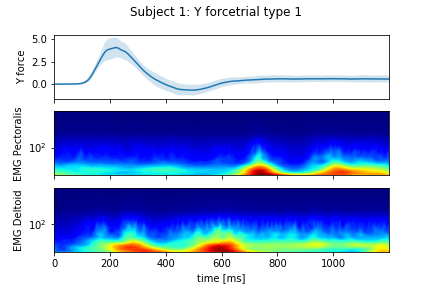 Subject 1: Y forcetrial type 1
Y force
5.0
2.5
0.0
EMG Pectoralis
10²
EMG Deltoid
10²
0 200 400 600 800 1000
time [ms]